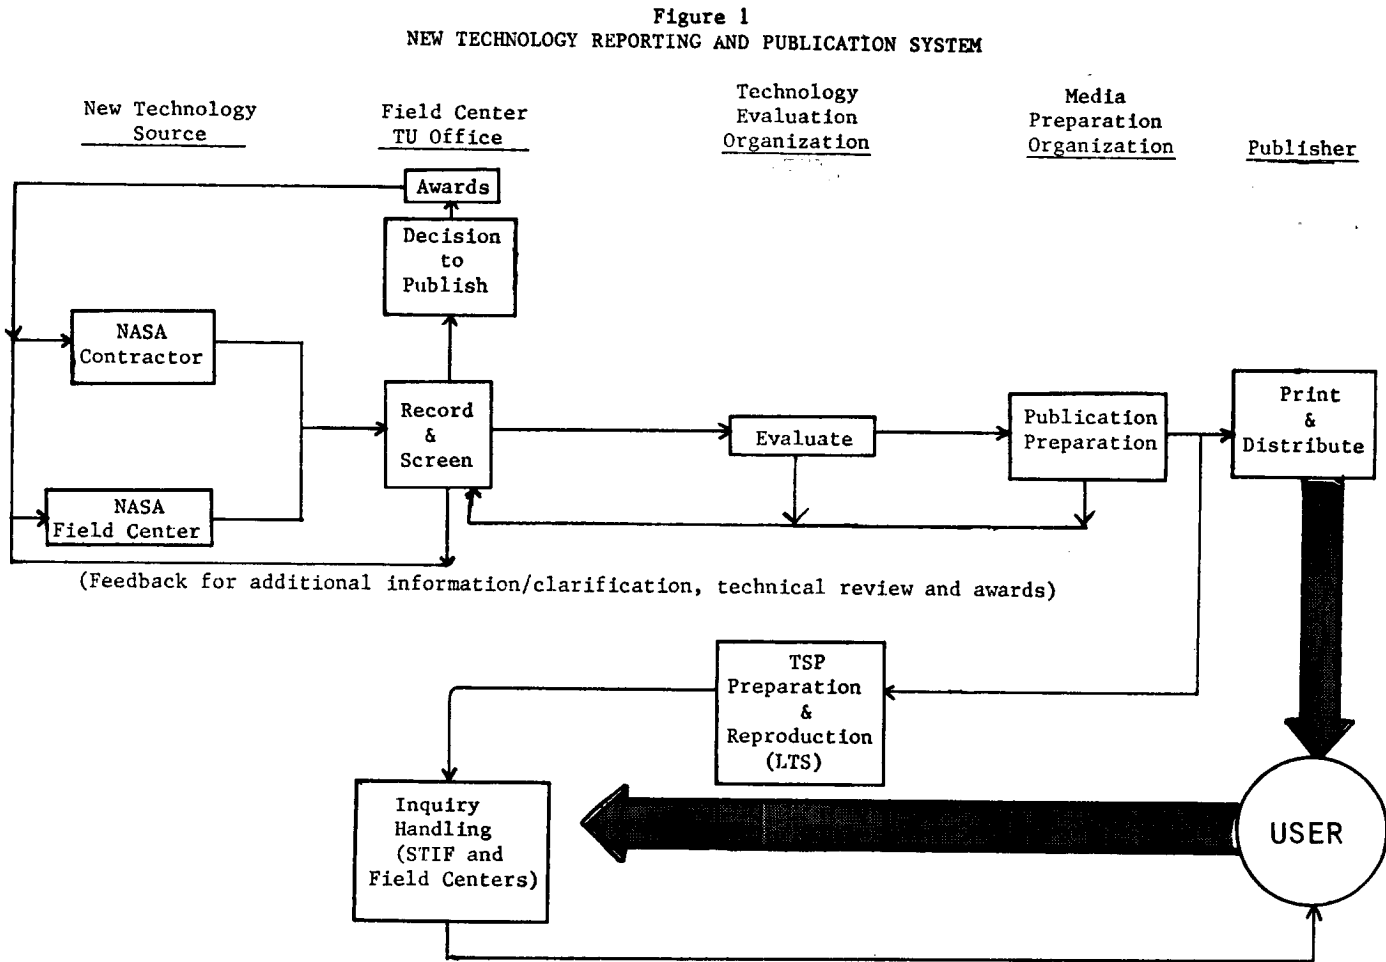 Figure 1
NEW TECHNOLOGY REPORTING AND PUBLICATION SYSTEM
New Technology
Source
Field Center
TU Office
Technology
Evaluation
Organization
Media
Preparation
Organization
Publisher
Awards
Decision
to
Publish
NASA
Contractor
Record
&
Screen
Evaluate
Publication
Preparation
Print
&
Distribute
NASA
Field Center
(Feedback for additional information/clarification, technical review and awards)
TSP
Preparation
&
Reproduction
(LTS)
Inquiry
Handling
(STIF and
Field Centers)
USER